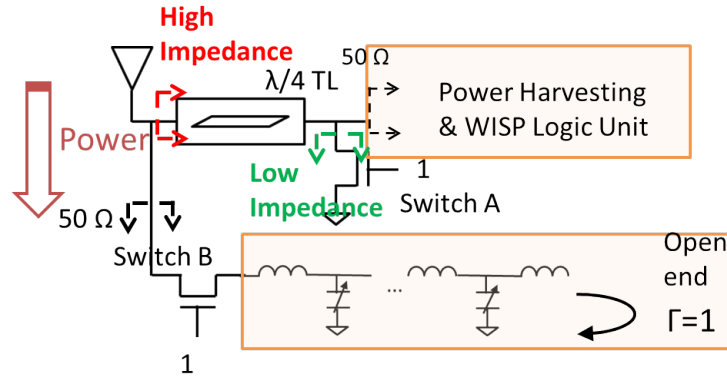 High
Impedance
λ/4 TL
50 Ω
Power Harvesting
& WISP Logic Unit
Power
Low
Impedance
1
Switch A
50 Ω
Switch B
Open
end
...
Γ=1
1